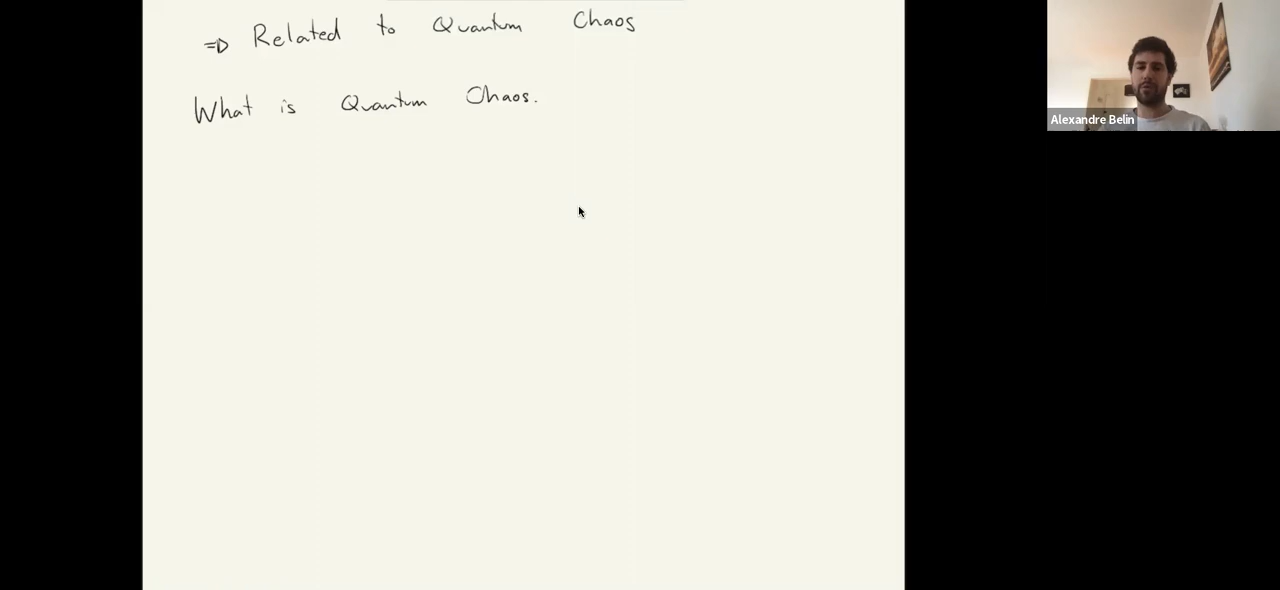 ⇒ Related to Quantum Chaos
What is Quantum Chaos.
Alexandre Belin